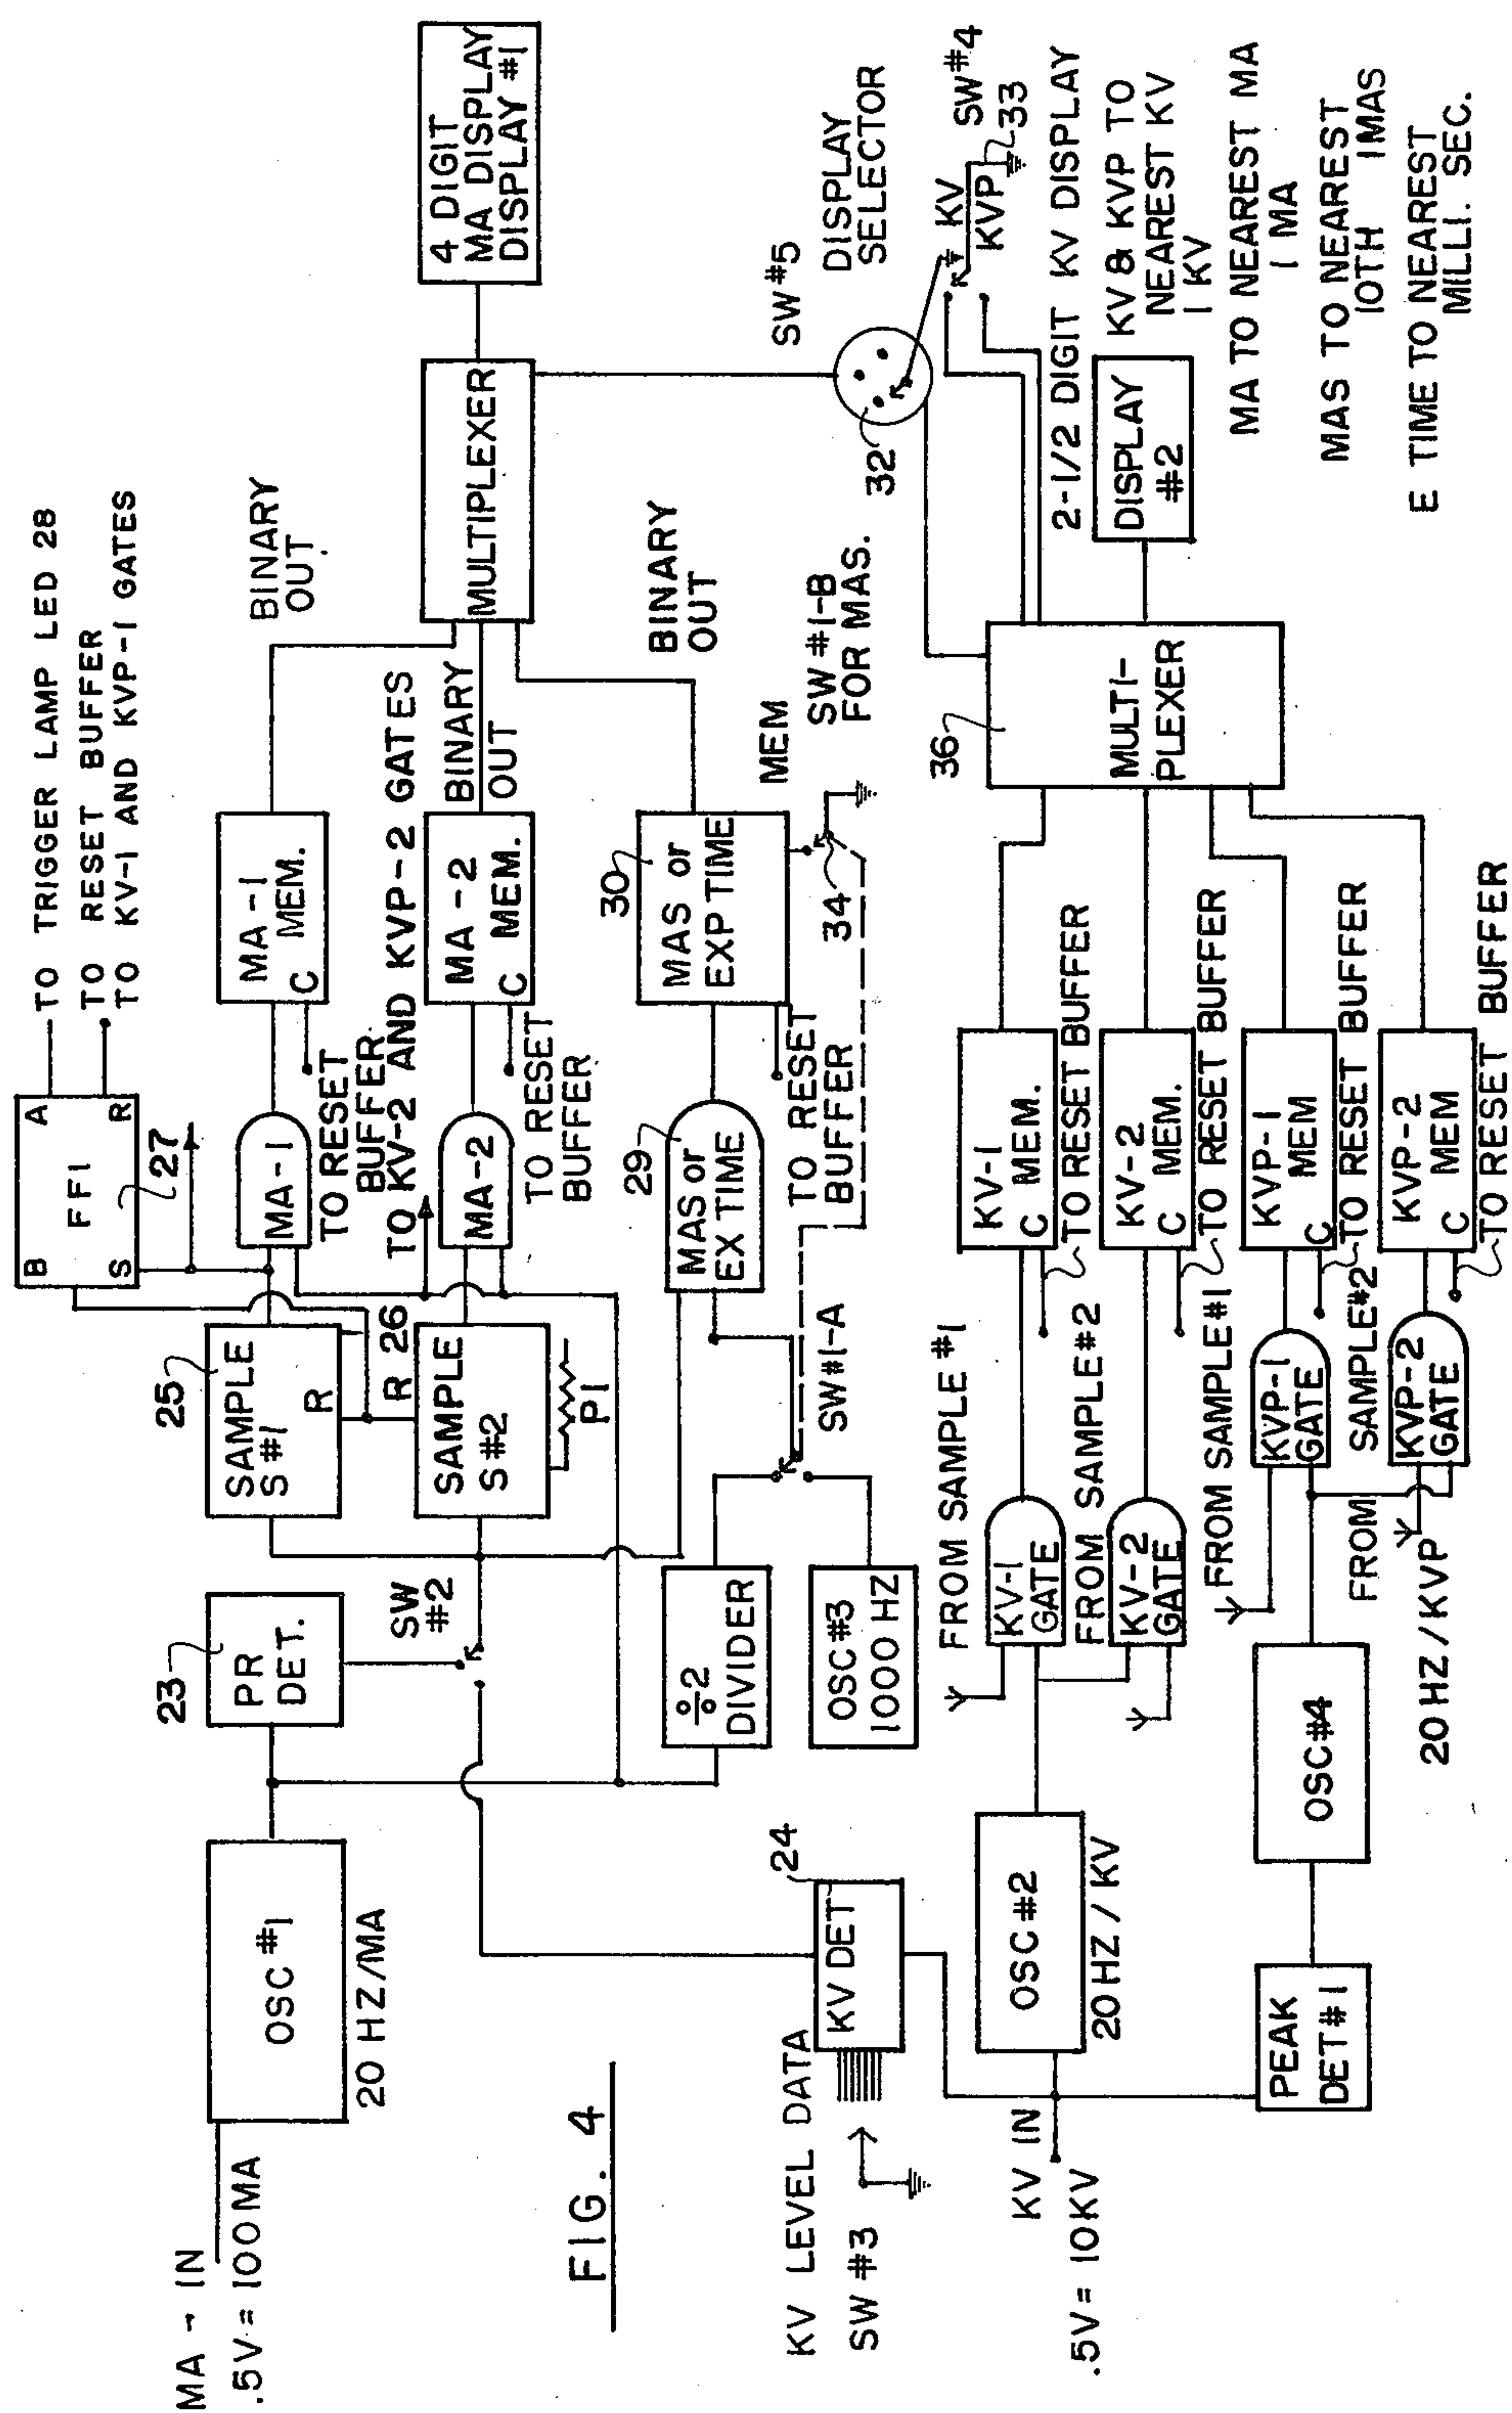 MA → IN
.5V = 100 MA
OSC #1
20 HZ/MA
23
PR
DET.
SW
#2
25
SAMPLE
S #1
R
R 26
SAMPLE
S #2
P1
B
A
FF1
S
R
27
TO TRIGGER LAMP LED 28
TO RESET BUFFER
TO KV-1 AND KVP-1 GATES
MA-1
TO RESET
BUFFER
MA-1
MEM.
C
BINARY
OUT
TO KV-2 AND KVP-2 GATES
MA-2
TO RESET
BUFFER
MA-2
MEM.
C
BINARY
OUT
MULTIPLEXER
4 DIGIT
MA DISPLAY
DISPLAY #1
÷2
DIVIDER
OSC #3
1000 HZ
SW#1-A
29
MAS or
EX TIME
TO RESET
BUFFER
30
MAS or
EXP TIME
MEM
BINARY
OUT
34
SW #1-B
FOR MAS.
SW #5
DISPLAY
SELECTOR
32
SW #4
33
KV
KVP
FIG. 4
KV LEVEL DATA
SW #3
24
KV DET
KV IN
.5V = 10KV
OSC #2
20 HZ / KV
PEAK
DET #1
OSC #4
20 HZ / KVP
FROM SAMPLE #1
KV-1
GATE
FROM SAMPLE #2
KV-2
GATE
FROM SAMPLE #1
KVP-1
GATE
FROM SAMPLE #2
KVP-2
GATE
KV-1
MEM.
C
TO RESET BUFFER
KV-2
MEM.
C
TO RESET BUFFER
KVP-1
MEM
C
TO RESET BUFFER
KVP-2
MEM
C
TO RESET BUFFER
36
MULTI-
PLEXER
2-1/2 DIGIT KV DISPLAY
DISPLAY
#2
KV & KVP TO
NEAREST KV
1 KV
MA TO NEAREST MA
1 MA
MAS TO NEAREST
10TH 1MAS
E TIME TO NEAREST
MILLI. SEC.